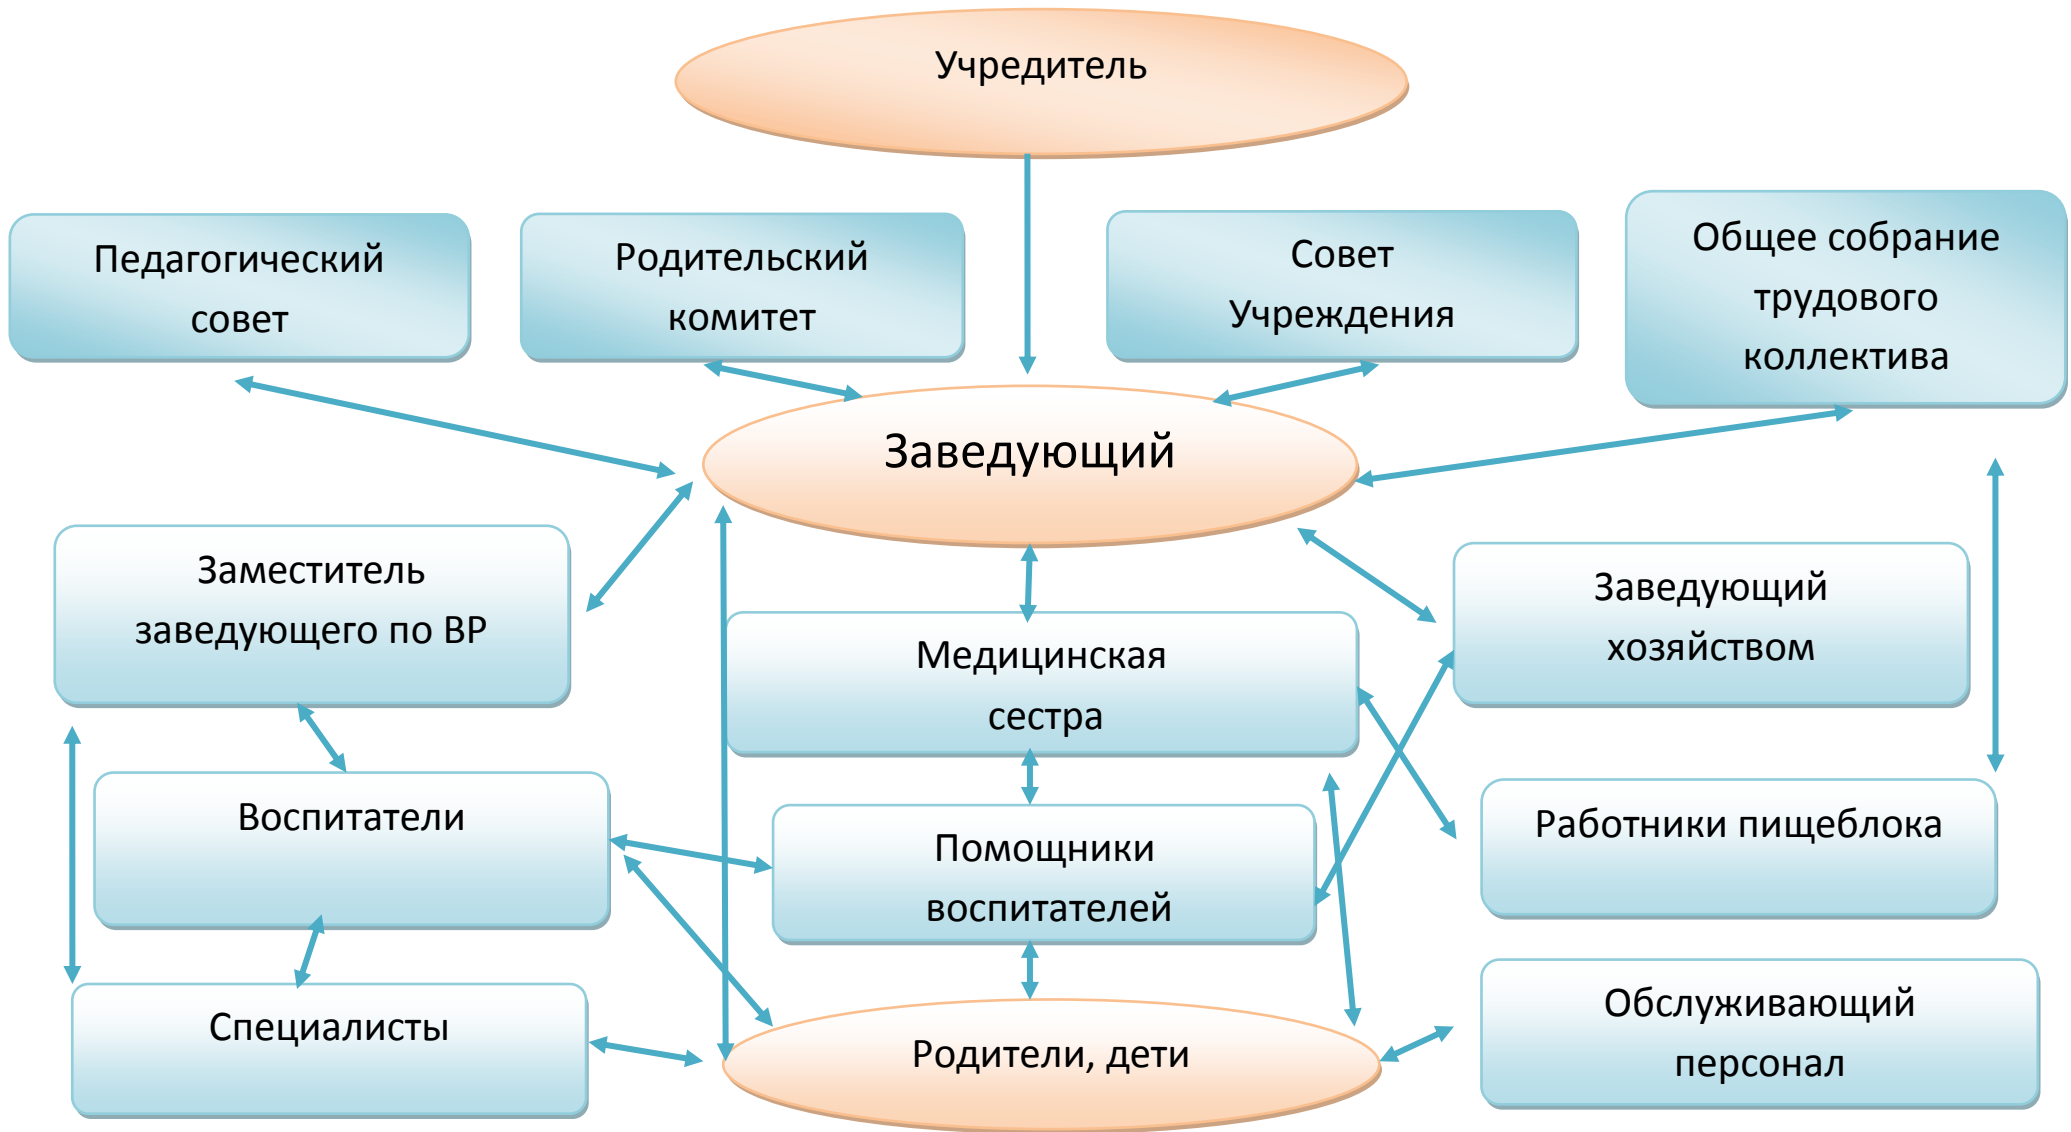 Учредитель
Педагогический
совет
Родительский
комитет
Совет
Учреждения
Общее собрание
трудового
коллектива
Заведующий
Заместитель
заведующего по ВР
Медицинская
сестра
Заведующий
хозяйством
Воспитатели
Помощники
воспитателей
Работники пищеблока
Специалисты
Родители, дети
Обслуживающий
персонал